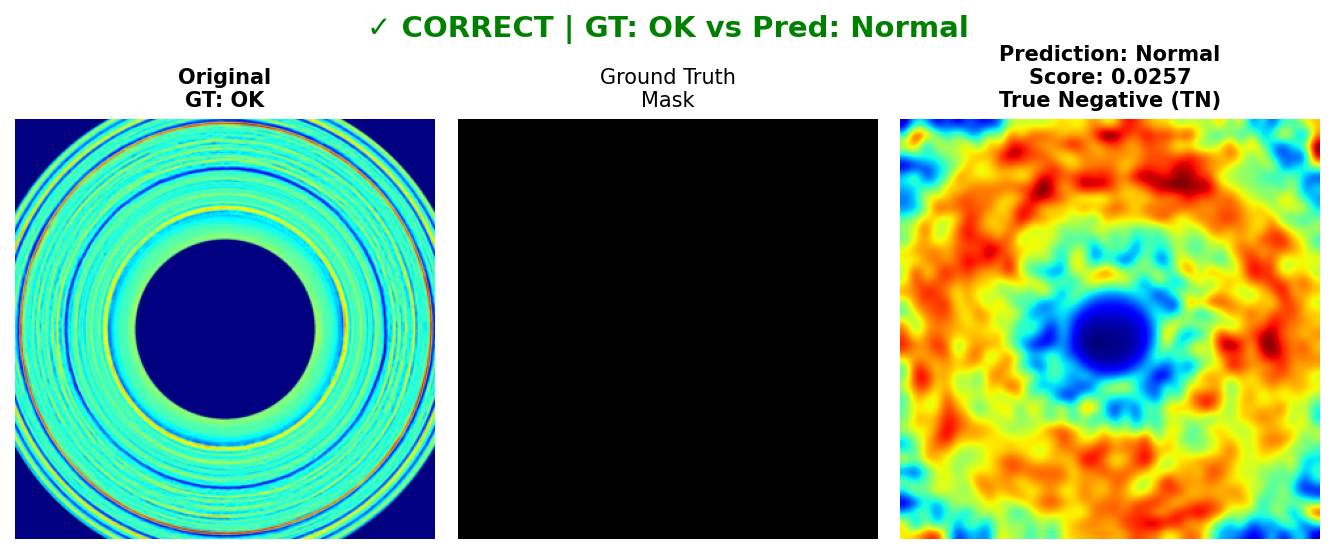 ✓ CORRECT | GT: OK vs Pred: Normal
Original
GT: OK
Ground Truth
Mask
Prediction: Normal
Score: 0.0257
True Negative (TN)